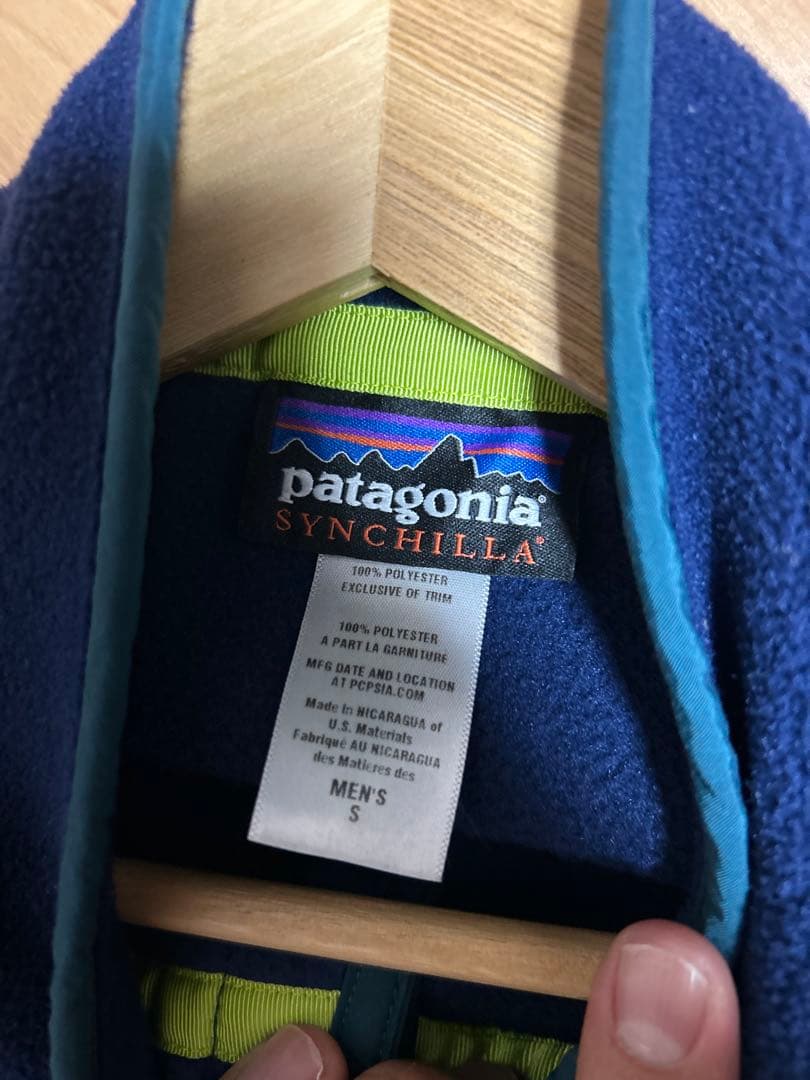 patagonia®
SYNCHILLA®
100% POLYESTER
EXCLUSIVE OF TRIM
100% POLYESTER
A PART LA GARNITURE
MFG DATE AND LOCATION
AT PCPSIA.COM
Made in NICARAGUA of
U.S. Materials
Fabriqué AU NICARAGUA
des Matieres des
MEN'S
S